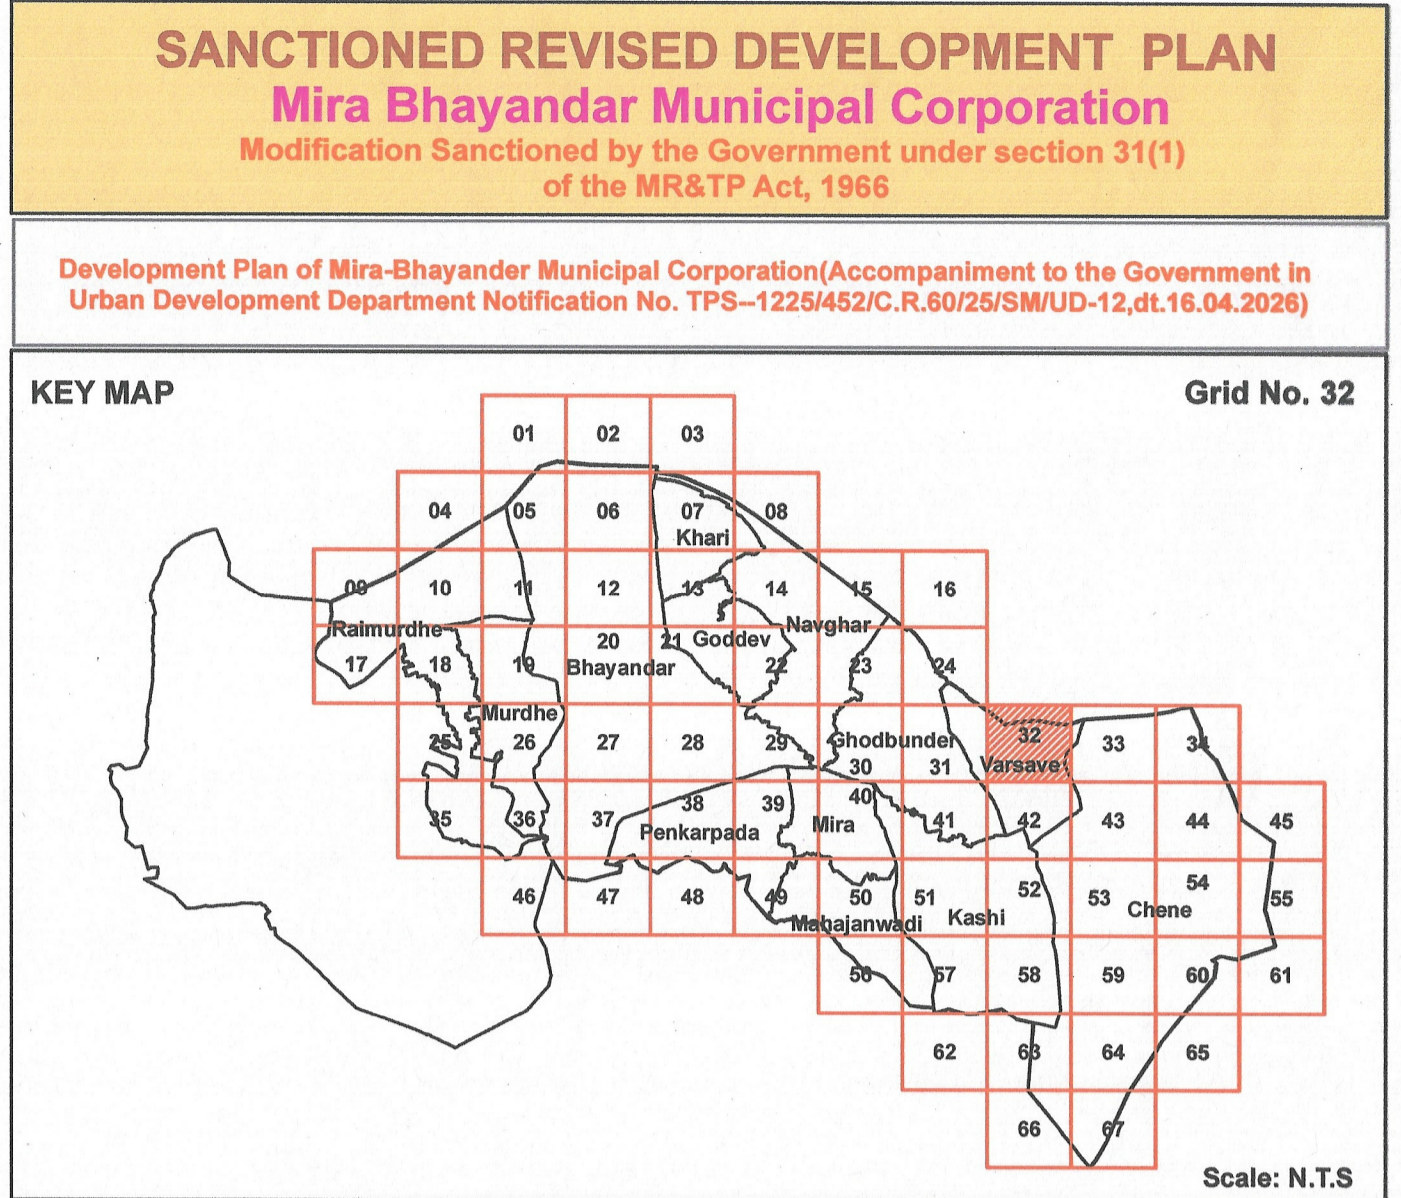 SANCTIONED REVISED DEVELOPMENT PLAN
Mira Bhayandar Municipal Corporation
Modification Sanctioned by the Government under section 31(1)
of the MR&TP Act, 1966
Development Plan of Mira-Bhayander Municipal Corporation(Accompaniment to the Government in
Urban Development Department Notification No. TPS--1225/452/C.R.60/25/SM/UD-12,dt.16.04.2026)
KEY MAP
Grid No. 32
01 02 03
04 05 06 07 08
Khari
09 10 11 12 13 14 15 16
Raimurdhe Navghar
20 21 Goddev
17 18 19 Bhayandar 22 23 24
Murdhe
25 26 27 28 29 Ghodbunder 32 33 34
30 31 Varsave
38 39 40
35 36 37 Penkarpada Mira 41 42 43 44 45
46 47 48 49 50 51 52 53 54 55
Mahajanwadi Kashi Chene
56 57 58 59 60 61
62 63 64 65
66 67
Scale: N.T.S